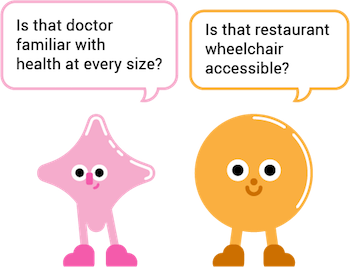 Is that doctor
familiar with
health at every size?
Is that restaurant
wheelchair
accessible?